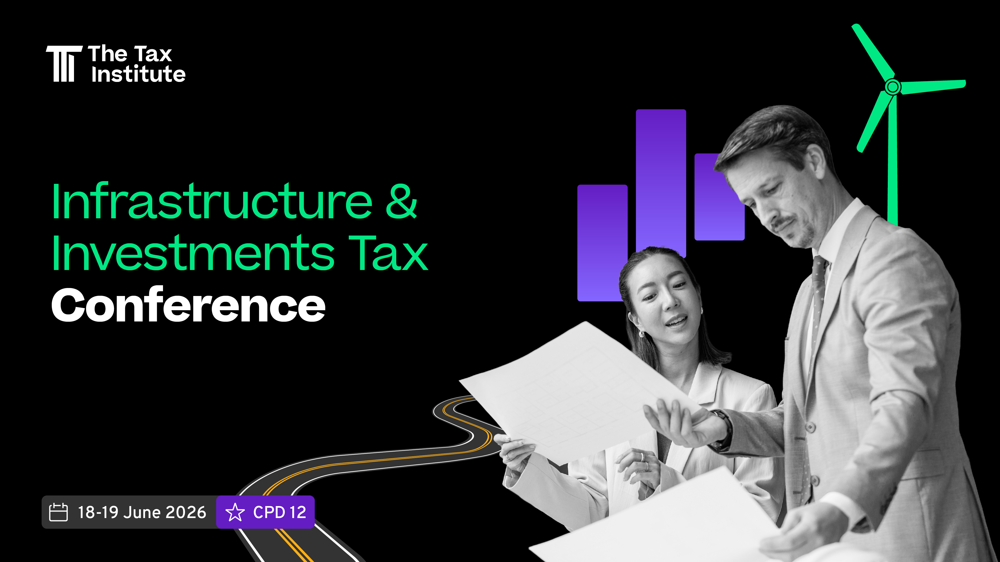 The Tax
Institute
Infrastructure &
Investments Tax
Conference
18-19 June 2026
CPD 12